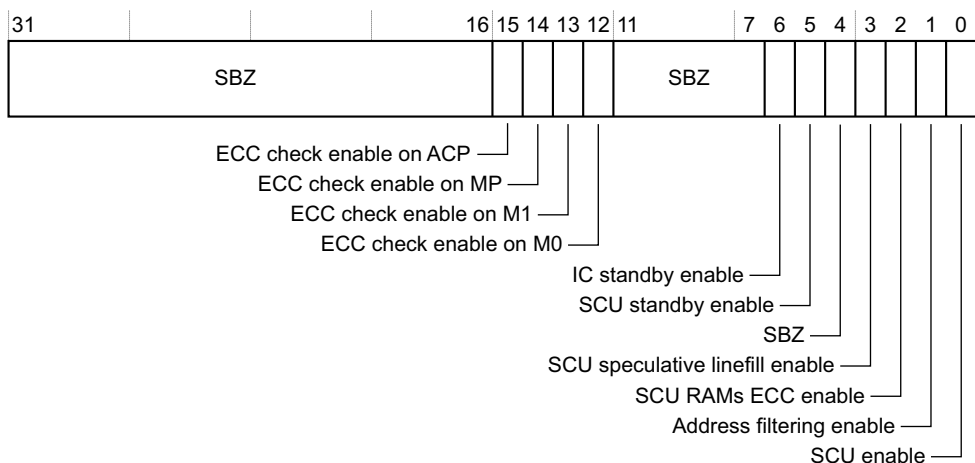 31 16 15 14 13 12 11 7 6 5 4 3 2 1 0
SBZ SBZ
ECC check enable on ACP
ECC check enable on MP
ECC check enable on M1
ECC check enable on M0
IC standby enable
SCU standby enable
SBZ
SCU speculative linefill enable
SCU RAMs ECC enable
Address filtering enable
SCU enable